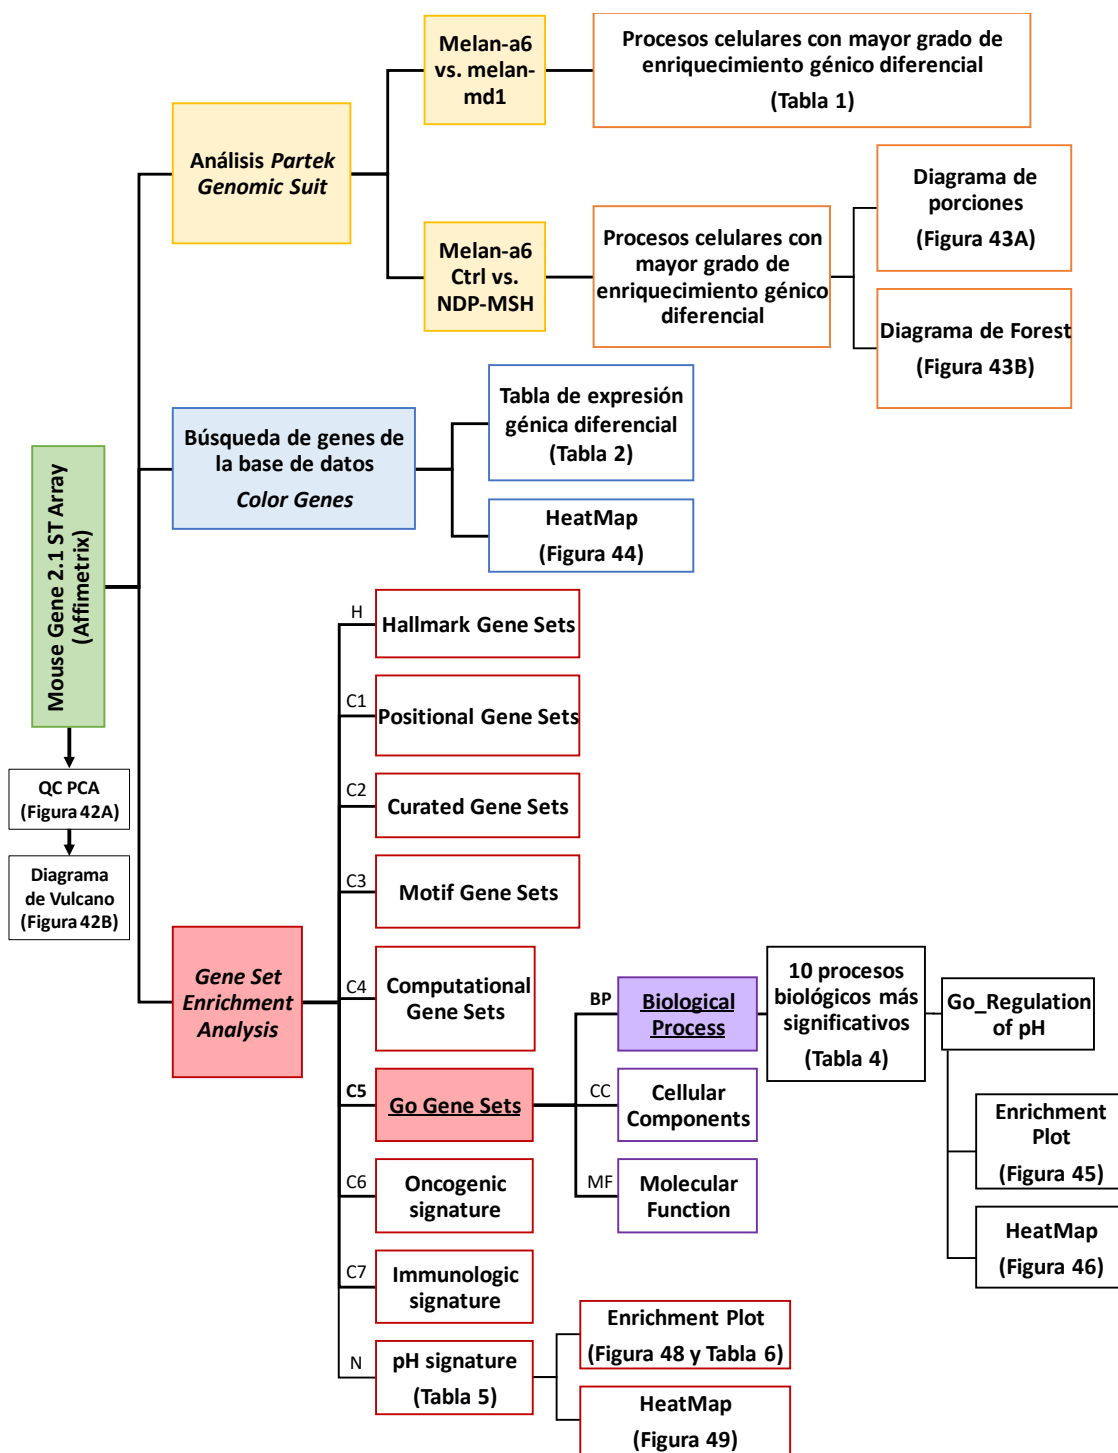 Mouse Gene 2.1 ST Array
(Affimetrix)
QC PCA
(Figura 42A)
Diagrama
de Vulcano
(Figura 42B)
Análisis Partek
Genomic Suit
Melan-a6
vs. melan-
md1
Procesos celulares con mayor grado de
enriquecimiento génico diferencial
(Tabla 1)
Melan-a6
Ctrl vs.
NDP-MSH
Procesos celulares con
mayor grado de
enriquecimiento génico
diferencial
Diagrama de
porciones
(Figura 43A)
Diagrama de Forest
(Figura 43B)
Búsqueda de genes de
la base de datos
Color Genes
Tabla de expresión
génica diferencial
(Tabla 2)
HeatMap
(Figura 44)
Gene Set
Enrichment
Analysis
H
Hallmark Gene Sets
C1
Positional Gene Sets
C2
Curated Gene Sets
C3
Motif Gene Sets
C4
Computational
Gene Sets
C5
Go Gene Sets
BP
Biological
Process
10 procesos
biológicos más
significativos
(Tabla 4)
Go_Regulation
of pH
Enrichment
Plot
(Figura 45)
HeatMap
(Figura 46)
CC
Cellular
Components
MF
Molecular
Function
C6
Oncogenic
signature
C7
Immunologic
signature
N
pH signature
(Tabla 5)
Enrichment Plot
(Figura 48 y Tabla 6)
HeatMap
(Figura 49)